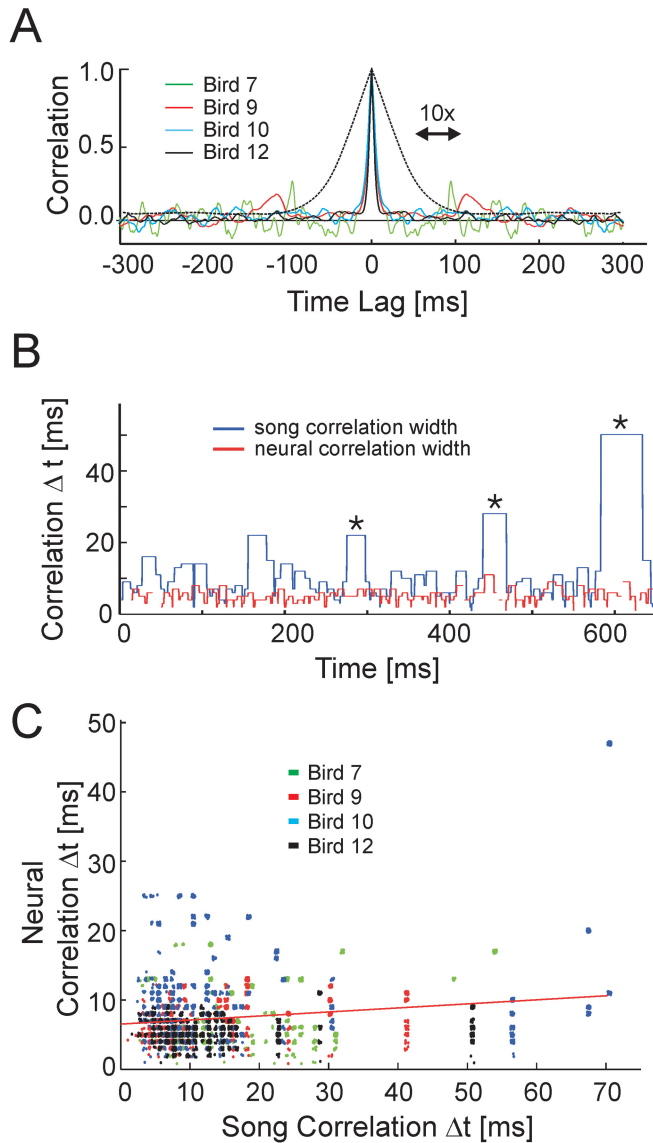 A
Correlation
1.0
0.5
0.0
Bird 7
Bird 9
Bird 10
Bird 12
10x
-300 -200 -100 0 100 200 300
Time Lag [ms]
B
Correlation Δ t [ms]
40
20
0
song correlation width
neural correlation width
*
*
*
0 200 400 600
Time [ms]
C
Neural
Correlation Δt [ms]
50
40
30
20
10
0
Bird 7
Bird 9
Bird 10
Bird 12
0 10 20 30 40 50 60 70
Song Correlation Δt [ms]